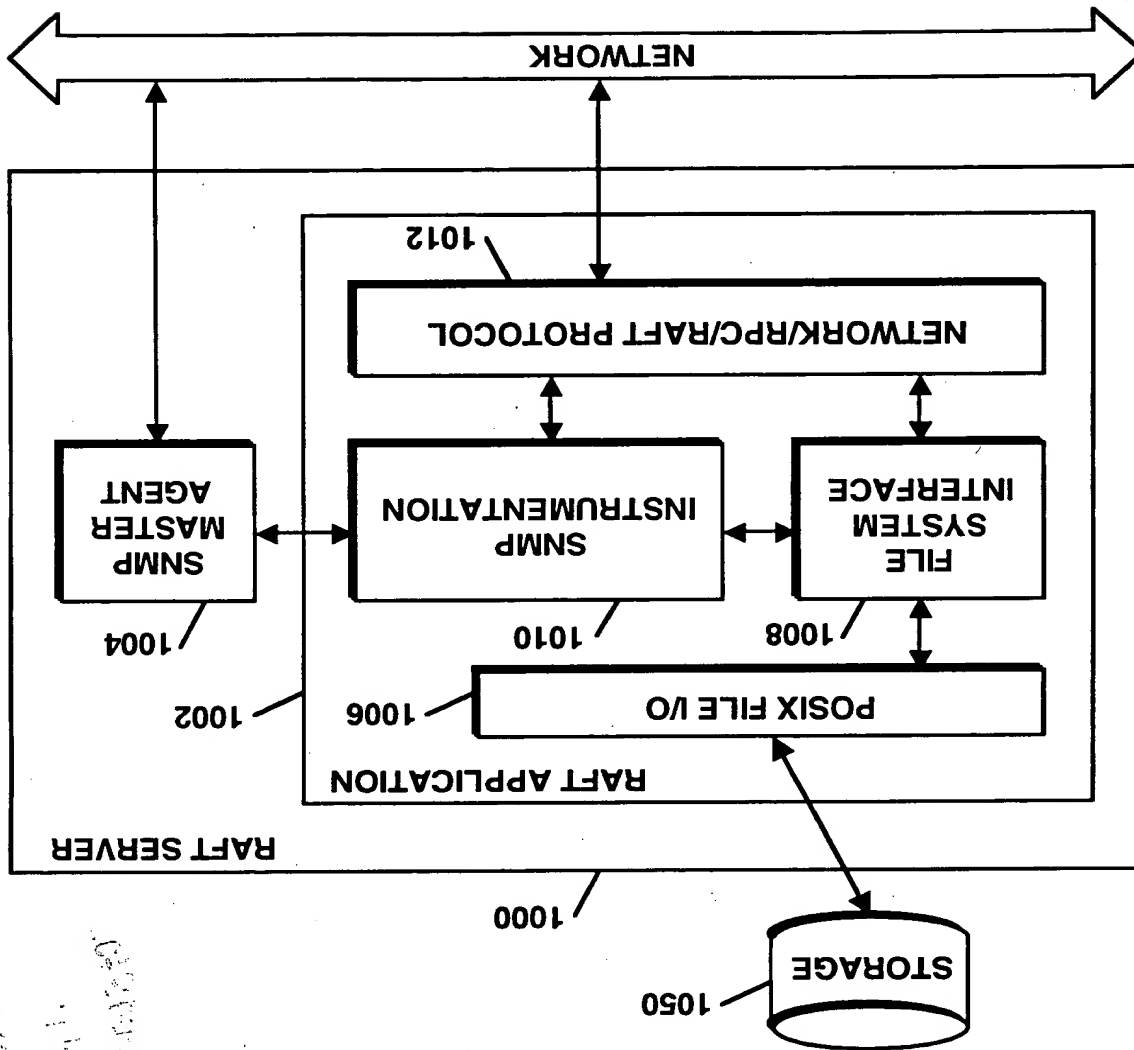 STORAGE
1050
1000
RAFT SERVER
RAFT APPLICATION
POSIX FILE I/O
1006
1002
1008
1010
1004
FILE
SYSTEM
INTERFACE
SNMP
INSTRUMENTATION
SNMP
MASTER
AGENT
NETWORK/RPC/RAFT PROTOCOL
1012
NETWORK